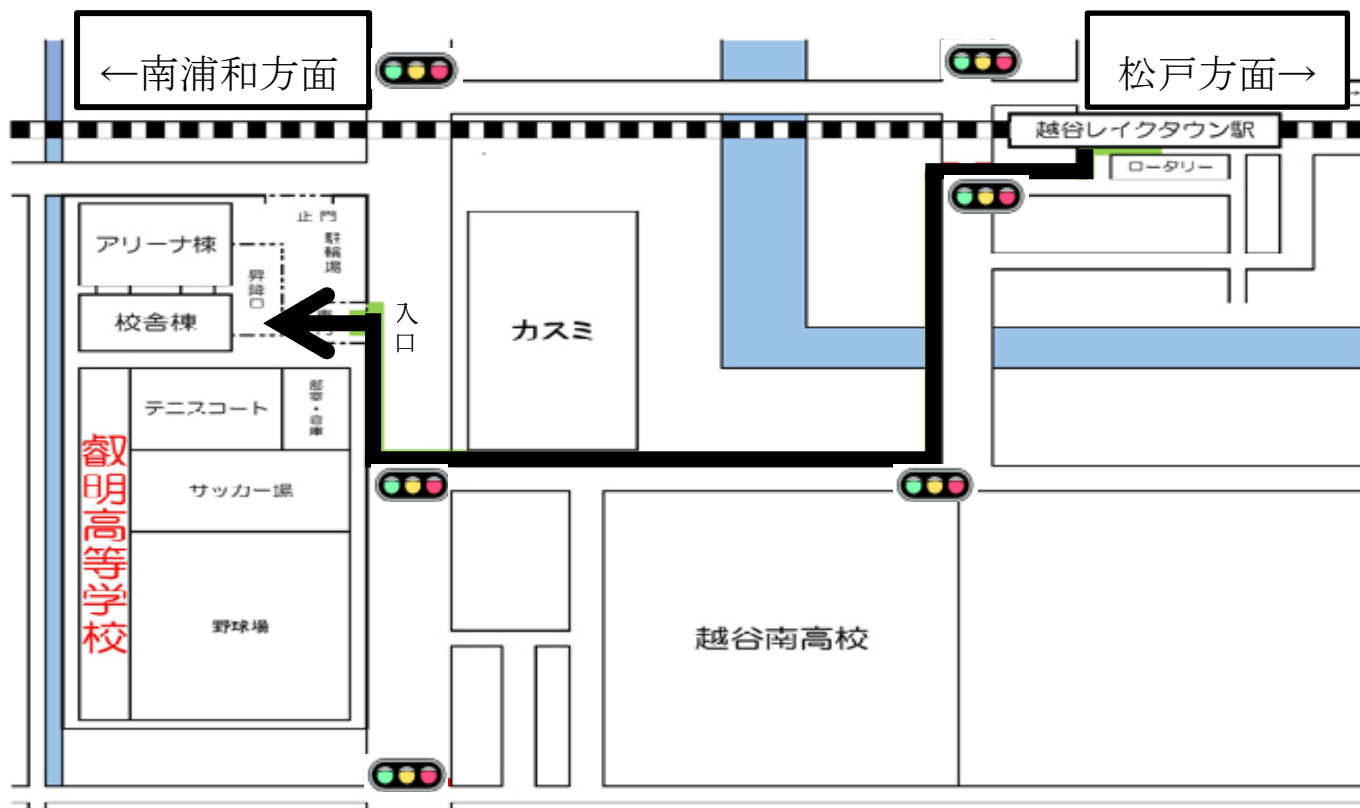 ←南浦和方面
松戸方面→
越谷レイクタウン駅
ロータリー
正門
駐輪場
アリーナ棟
昇降口
校舎棟
入口
カスミ
テニスコート
部室・倉庫
叡明高等学校
サッカー場
野球場
越谷南高校